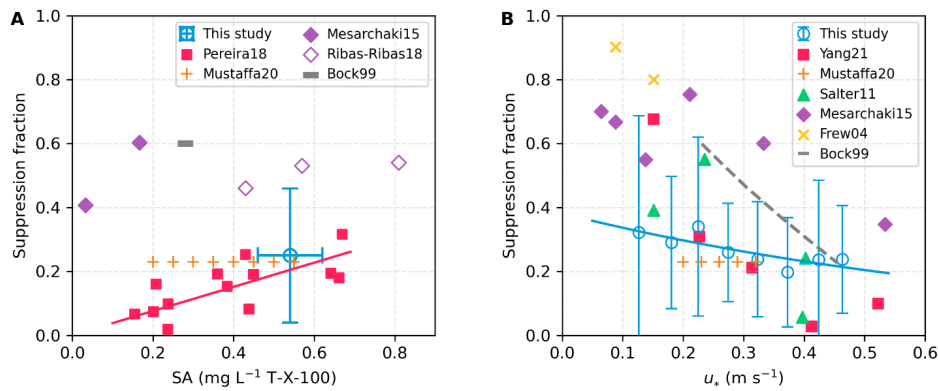 A
This study
Pereira18
Mustaffa20
Mesarchaki15
Ribas-Ribas18
Bock99
1.0
0.8
0.6
0.4
0.2
0.0
Suppression fraction
0.0 0.2 0.4 0.6 0.8
SA (mg L⁻¹ T-X-100)
B
This study
Yang21
Mustaffa20
Salter11
Mesarchaki15
Frew04
Bock99
1.0
0.8
0.6
0.4
0.2
0.0
Suppression fraction
0.0 0.1 0.2 0.3 0.4 0.5 0.6
u* (m s⁻¹)